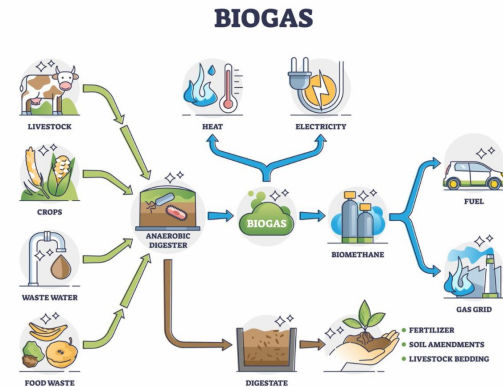 BIOGAS
LIVESTOCK
HEAT
ELECTRICITY
CROPS
ANAEROBIC
DIGESTER
BIOGAS
BIOMETHANE
FUEL
WASTE WATER
GAS GRID
FOOD WASTE
DIGESTATE
• FERTILIZER
• SOIL AMENDMENTS
• LIVESTOCK BEDDING